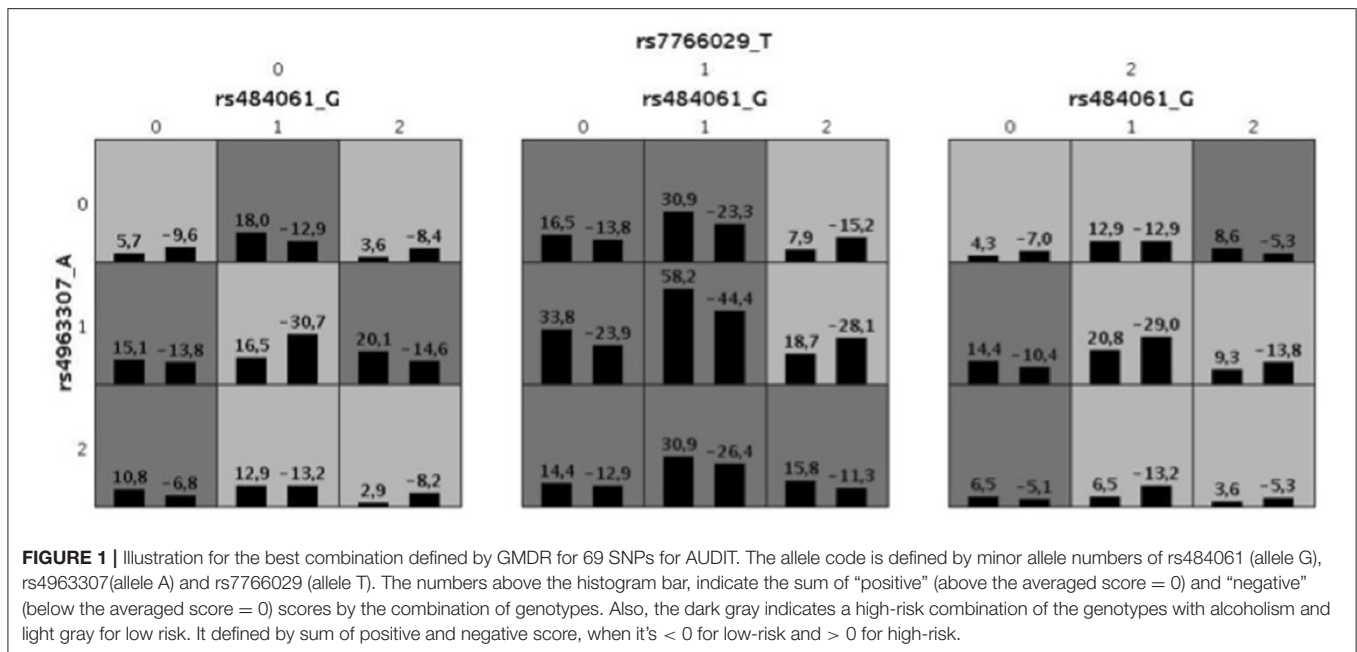 rs7766029_T
0 1 2
rs484061_G rs484061_G rs484061_G
0 1 2 0 1 2 0 1 2
rs4963307_A
0
5,7 −9,6 18,0 −12,9 3,6 −8,4 16,5 −13,8 30,9 −23,3 7,9 −15,2 4,3 −7,0 12,9 −12,9 8,6 −5,3
1
15,1 −13,8 16,5 −30,7 20,1 −14,6 33,8 −23,9 58,2 −44,4 18,7 −28,1 14,4 −10,4 20,8 −29,0 9,3 −13,8
2
10,8 −6,8 12,9 −13,2 2,9 −8,2 14,4 −12,9 30,9 −26,4 15,8 −11,3 6,5 −5,1 6,5 −13,2 3,6 −5,3
FIGURE 1 | Illustration for the best combination defined by GMDR for 69 SNPs for AUDIT. The allele code is defined by minor allele numbers of rs484061 (allele G),
rs4963307(allele A) and rs7766029 (allele T). The numbers above the histogram bar, indicate the sum of “positive” (above the averaged score = 0) and “negative”
(below the averaged score = 0) scores by the combination of genotypes. Also, the dark gray indicates a high-risk combination of the genotypes with alcoholism and
light gray for low risk. It defined by sum of positive and negative score, when it’s < 0 for low-risk and > 0 for high-risk.